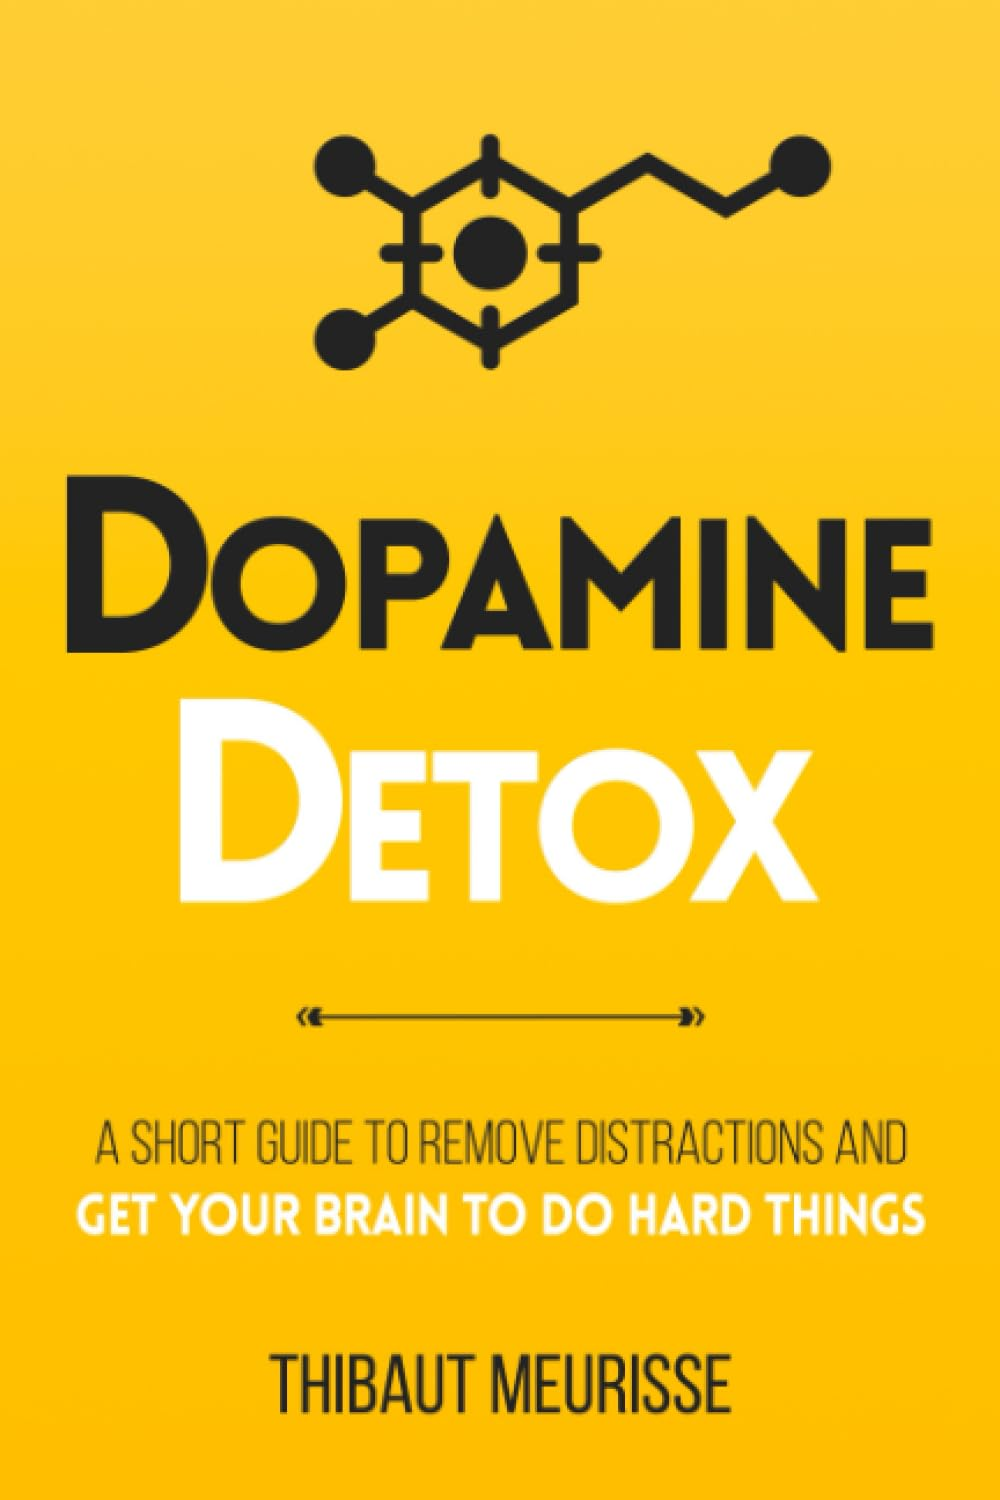 DOPAMINE
DETOX
A SHORT GUIDE TO REMOVE DISTRACTIONS AND
GET YOUR BRAIN TO DO HARD THINGS
THIBAUT MEURISSE